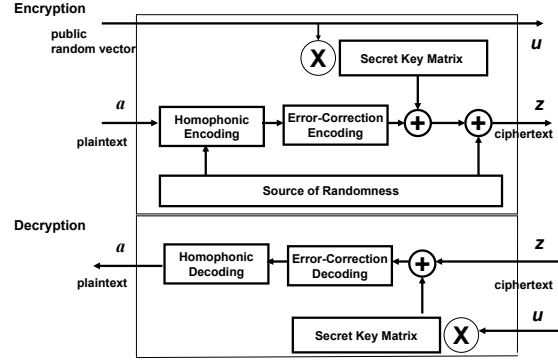 Encryption
public
random vector
u
X
Secret Key Matrix
a
plaintext
Homophonic
Encoding
Error-Correction
Encoding
+
+
z
ciphertext
Source of Randomness
Decryption
a
plaintext
Homophonic
Decoding
Error-Correction
Decoding
+
z
ciphertext
Secret Key Matrix
X
u